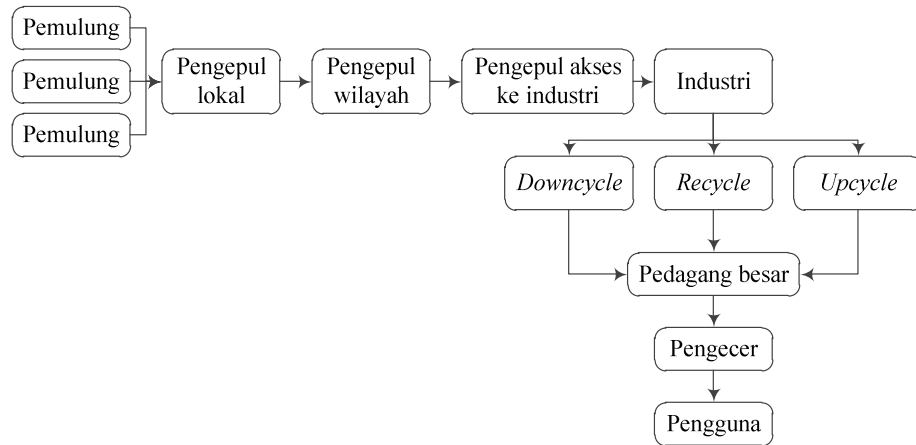 Pemulung
Pemulung
Pemulung
Pengepul
lokal
Pengepul
wilayah
Pengepul akses
ke industri
Industri
Downcycle
Recycle
Upcycle
Pedagang besar
Pengecer
Pengguna